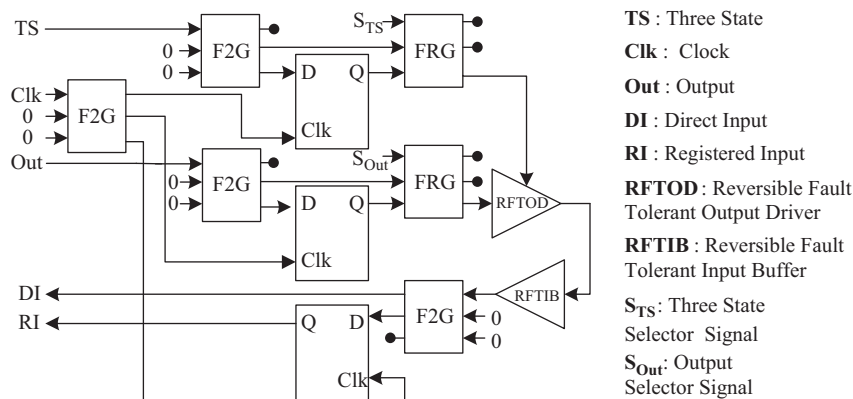 TS
0
0
F2G
S_TS
FRG
D
Q
Clk
Clk
0
0
F2G
Out
0
0
F2G
S_Out
FRG
D
Q
Clk
RFTOD
RFTIB
DI
RI
F2G
0
0
Q
D
Clk
TS : Three State
Clk : Clock
Out : Output
DI : Direct Input
RI : Registered Input
RFTOD : Reversible Fault
Tolerant Output Driver
RFTIB : Reversible Fault
Tolerant Input Buffer
S_TS: Three State
Selector Signal
S_Out: Output
Selector Signal